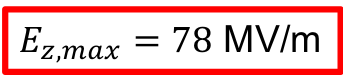 E_{z,max} = 78 MV/m